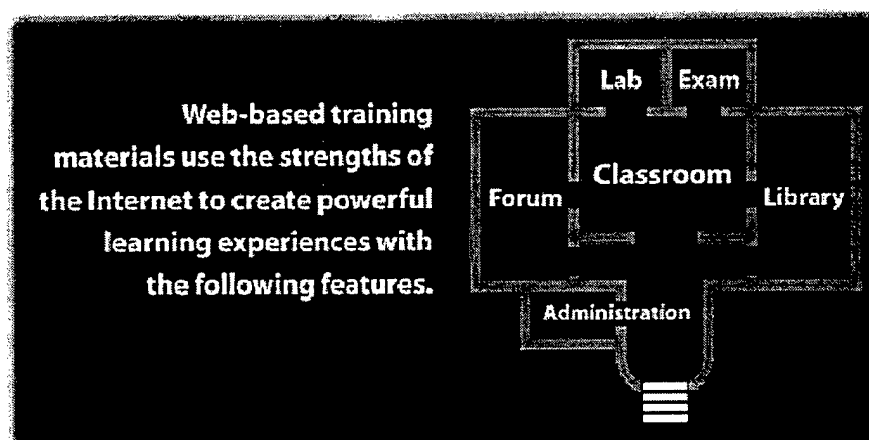 Web-based training
materials use the strengths of
the Internet to create powerful
learning experiences with
the following features.
Lab
Exam
Classroom
Forum
Library
Administration